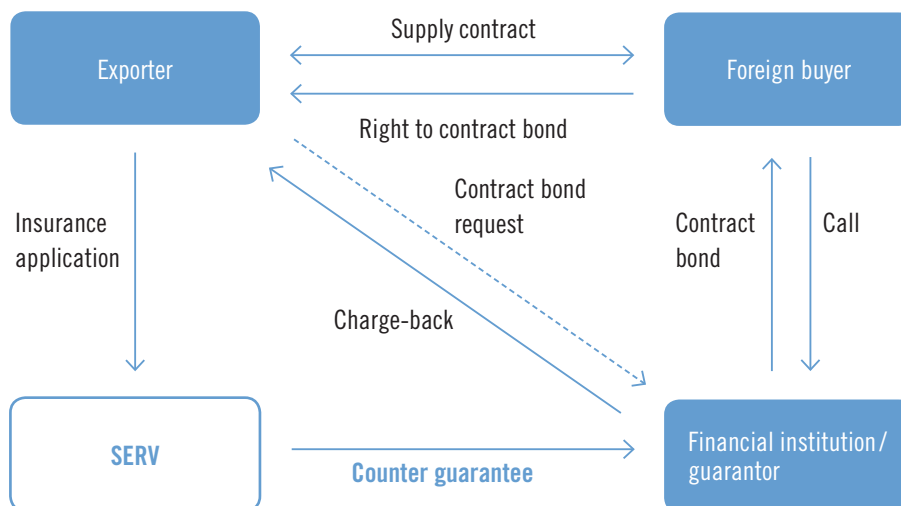 Supply contract
Exporter
Foreign buyer
Right to contract bond
Contract bond
request
Insurance
application
Contract
bond
Call
Charge-back
SERV
Counter guarantee
Financial institution/
guarantor